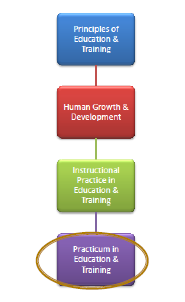 Principles of
Education &
Training
Human Growth &
Development
Instructional
Practice in
Education &
Training
Practicum in
Education &
Training